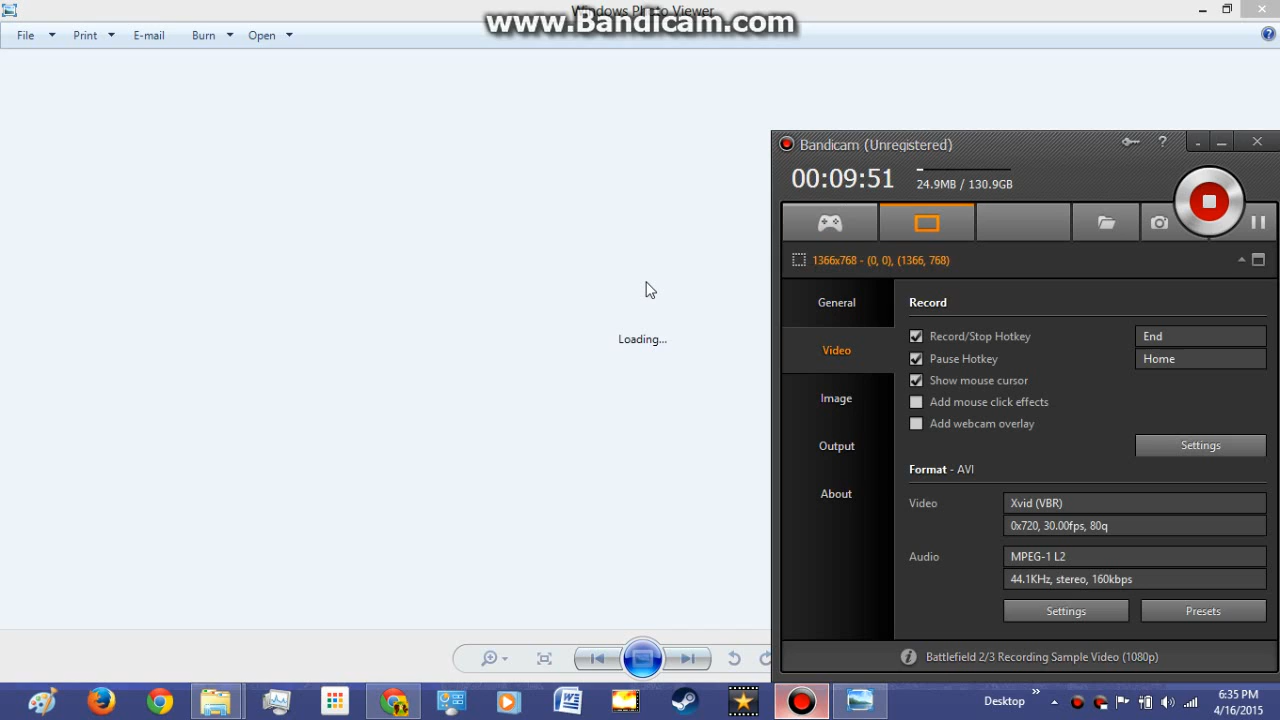 Windows Photo Viewer
www.Bandicam.com
File Print E-mail Burn Open
Loading...
Bandicam (Unregistered)
00:09:51
24.9MB / 130.9GB
1366x768 - (0, 0), (1366, 768)
General
Video
Image
Output
About
Record
Record/Stop Hotkey End
Pause Hotkey Home
Show mouse cursor
Add mouse click effects
Add webcam overlay
Settings
Format - AVI
Video Xvid (VBR)
0x720, 30.00fps, 80q
Audio MPEG-1 L2
44.1KHz, stereo, 160kbps
Settings Presets
Battlefield 2/3 Recording Sample Video (1080p)
Desktop
6:35 PM
4/16/2015